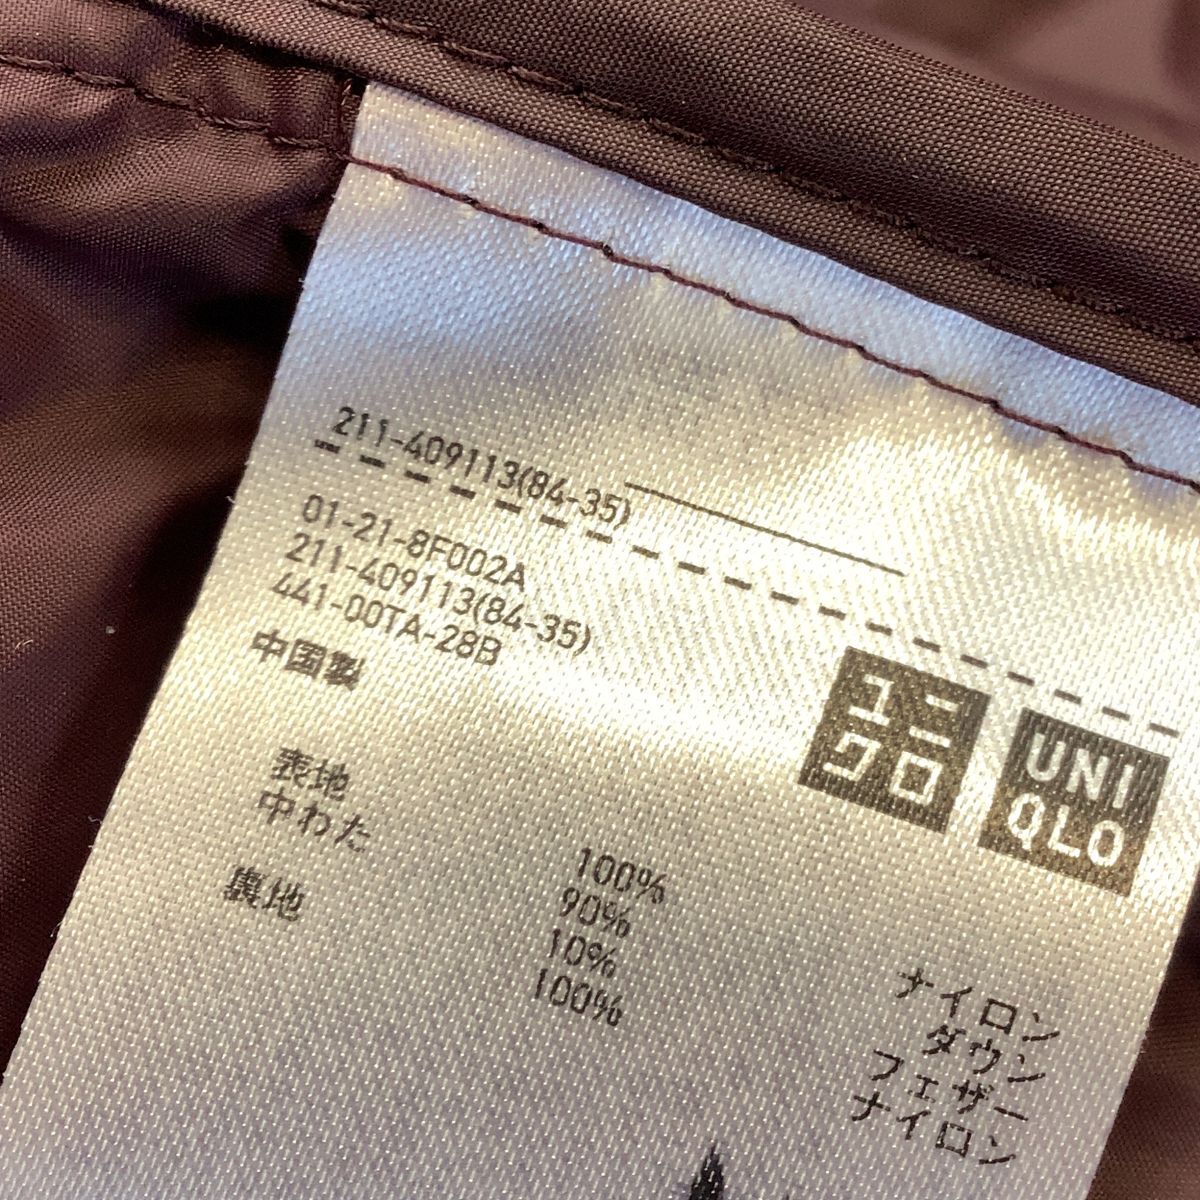 211-409113(84-35)
01-21-8F002A
211-409113(84-35)
441-00TA-28B
中国製
ユニ
クロ
UNI
QLO
表地 100% ナイロン
中わた 90% ダウン
10% フェザー
裏地 100% ナイロン